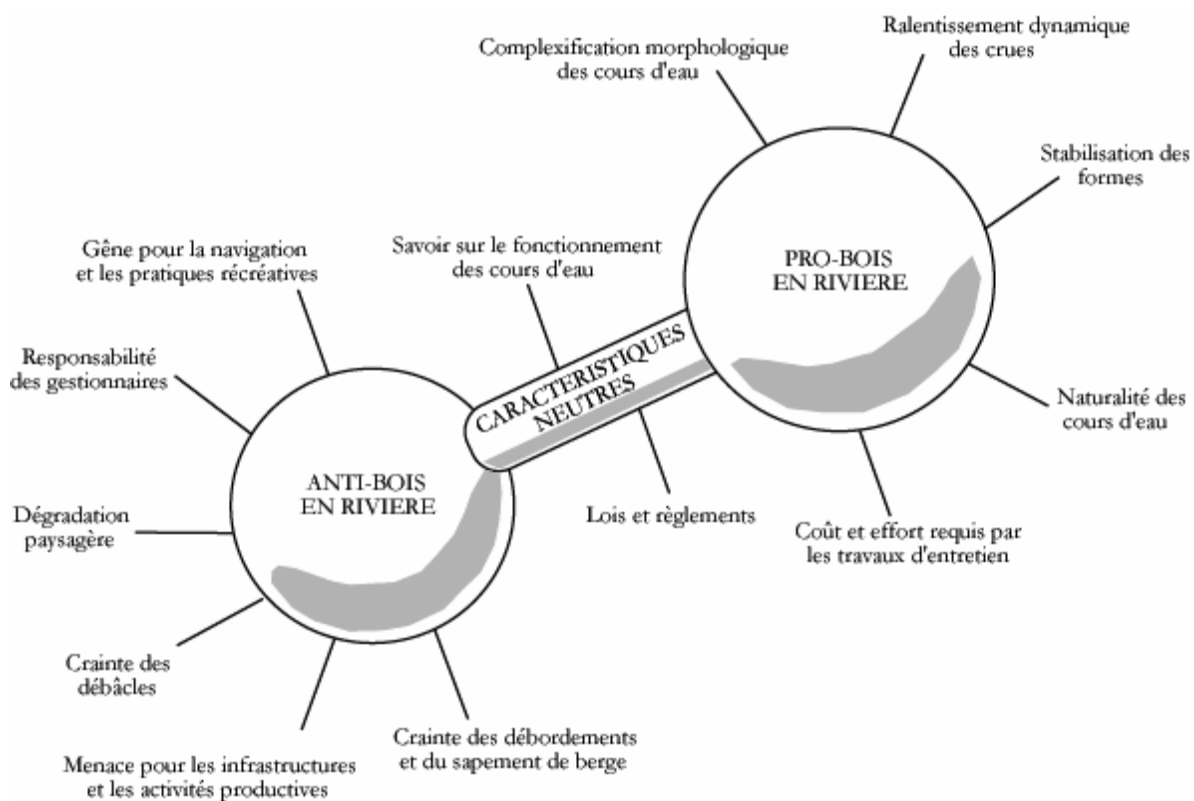 Ralentissement dynamique
des crues
Complexification morphologique
des cours d'eau
Stabilisation des
formes
Gêne pour la navigation
et les pratiques récréatives
Savoir sur le fonctionnement
des cours d'eau
PRO-BOIS
EN RIVIERE
Responsabilité
des gestionnaires
CARACTERISTIQUES
NEUTRES
Naturalité des
cours d'eau
ANTI-BOIS
EN RIVIERE
Dégradation
paysagère
Lois et règlements
Coût et effort requis par
les travaux d'entretien
Crainte des
débâcles
Crainte des débordements
et du sapement de berge
Menace pour les infrastructures
et les activités productives